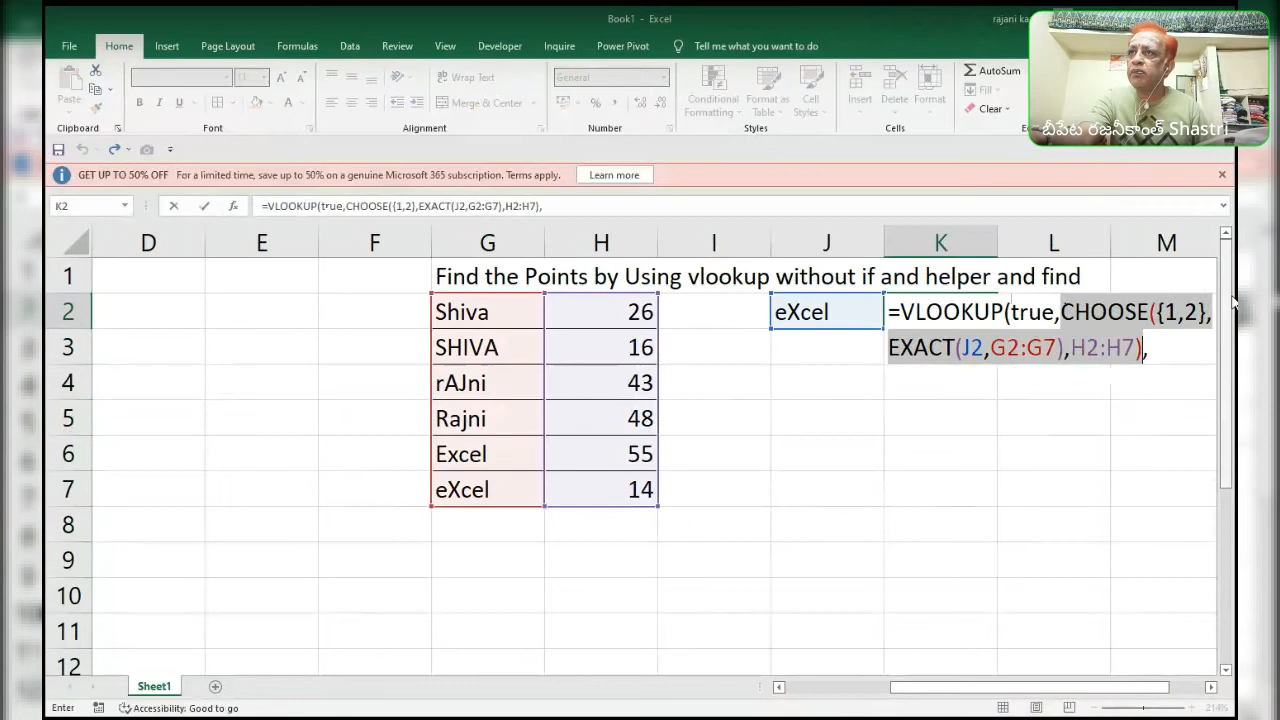 Book1 - Excel
rajani ka
File Home Insert Page Layout Formulas Data Review View Developer Inquire Power Pivot Tell me what you want to do
Paste
Wrap Text
Merge & Center
General
Conditional Formatting
Format as Table
Cell Styles
Insert Delete Format
AutoSum
Fill
Clear
Clipboard Font Alignment Number Styles Cells
బీపేట రజనీకాంత్ Shastri
GET UP TO 50% OFF For a limited time, save up to 50% on a genuine Microsoft 365 subscription. Terms apply. Learn more
K2 =VLOOKUP(true,CHOOSE({1,2},EXACT(J2,G2:G7),H2:H7),
D E F G H I J K L M
1 Find the Points by Using vlookup without if and helper and find
2 Shiva 26 eXcel =VLOOKUP(true,CHOOSE({1,2},
3 SHIVA 16 EXACT(J2,G2:G7),H2:H7),
4 rAJni 43
5 Rajni 48
6 Excel 55
7 eXcel 14
8
9
10
11
12
Sheet1
Enter Accessibility: Good to go 214%